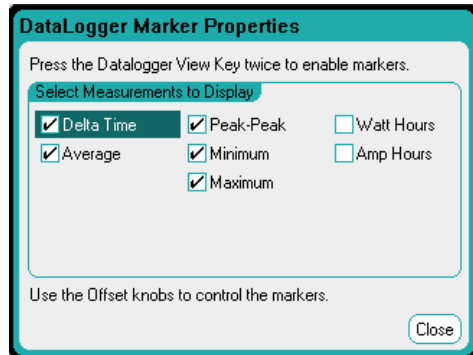 DataLogger Marker Properties
Press the Datalogger View Key twice to enable markers.
Select Measurements to Display
Delta Time Peak-Peak Watt Hours
Average Minimum Amp Hours
Maximum
Use the Offset knobs to control the markers.
Close